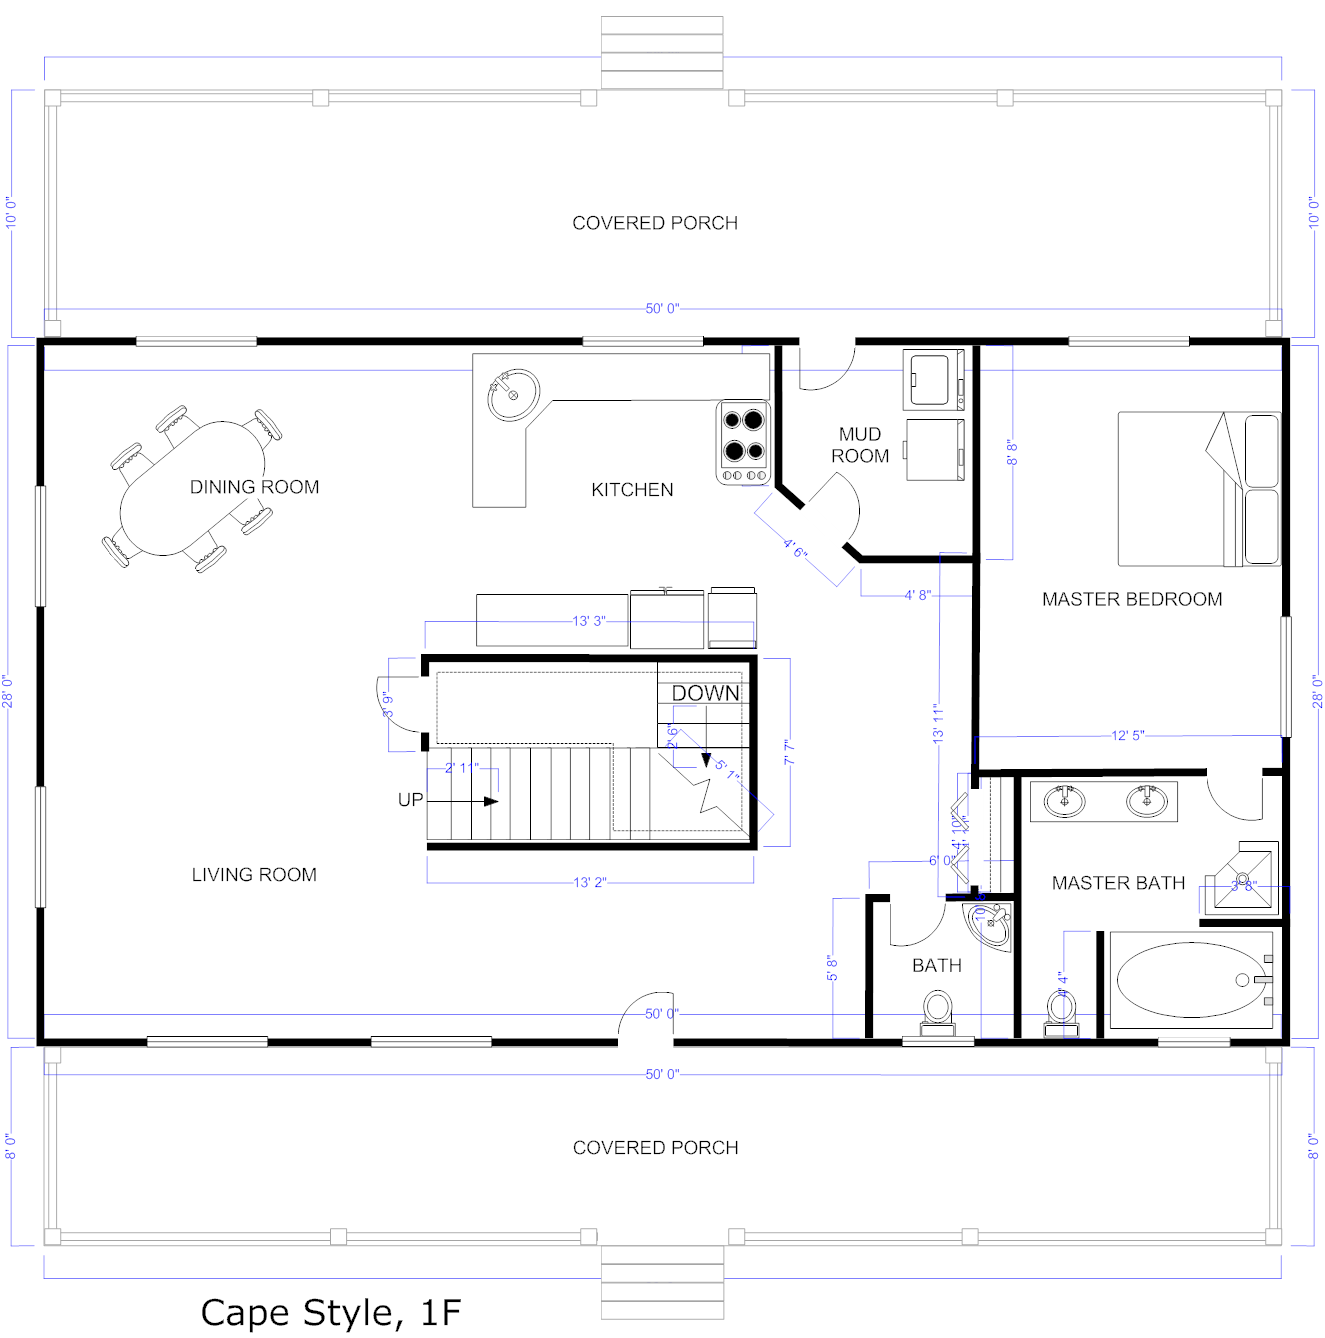 10' 0"
10' 0"
COVERED PORCH
50' 0"
MUD
ROOM
8' 8"
DINING ROOM
KITCHEN
4' 6"
4' 8"
MASTER BEDROOM
13' 3"
28' 0"
28' 0"
3' 9"
DOWN
2' 6"
13' 11"
12' 5"
7' 7"
2' 11"
5' 1"
UP
4' 10"
6' 0"
LIVING ROOM
13' 2"
MASTER BATH
3' 8"
BATH
5' 8"
4' 4"
50' 0"
50' 0"
8' 0"
8' 0"
COVERED PORCH
Cape Style, 1F